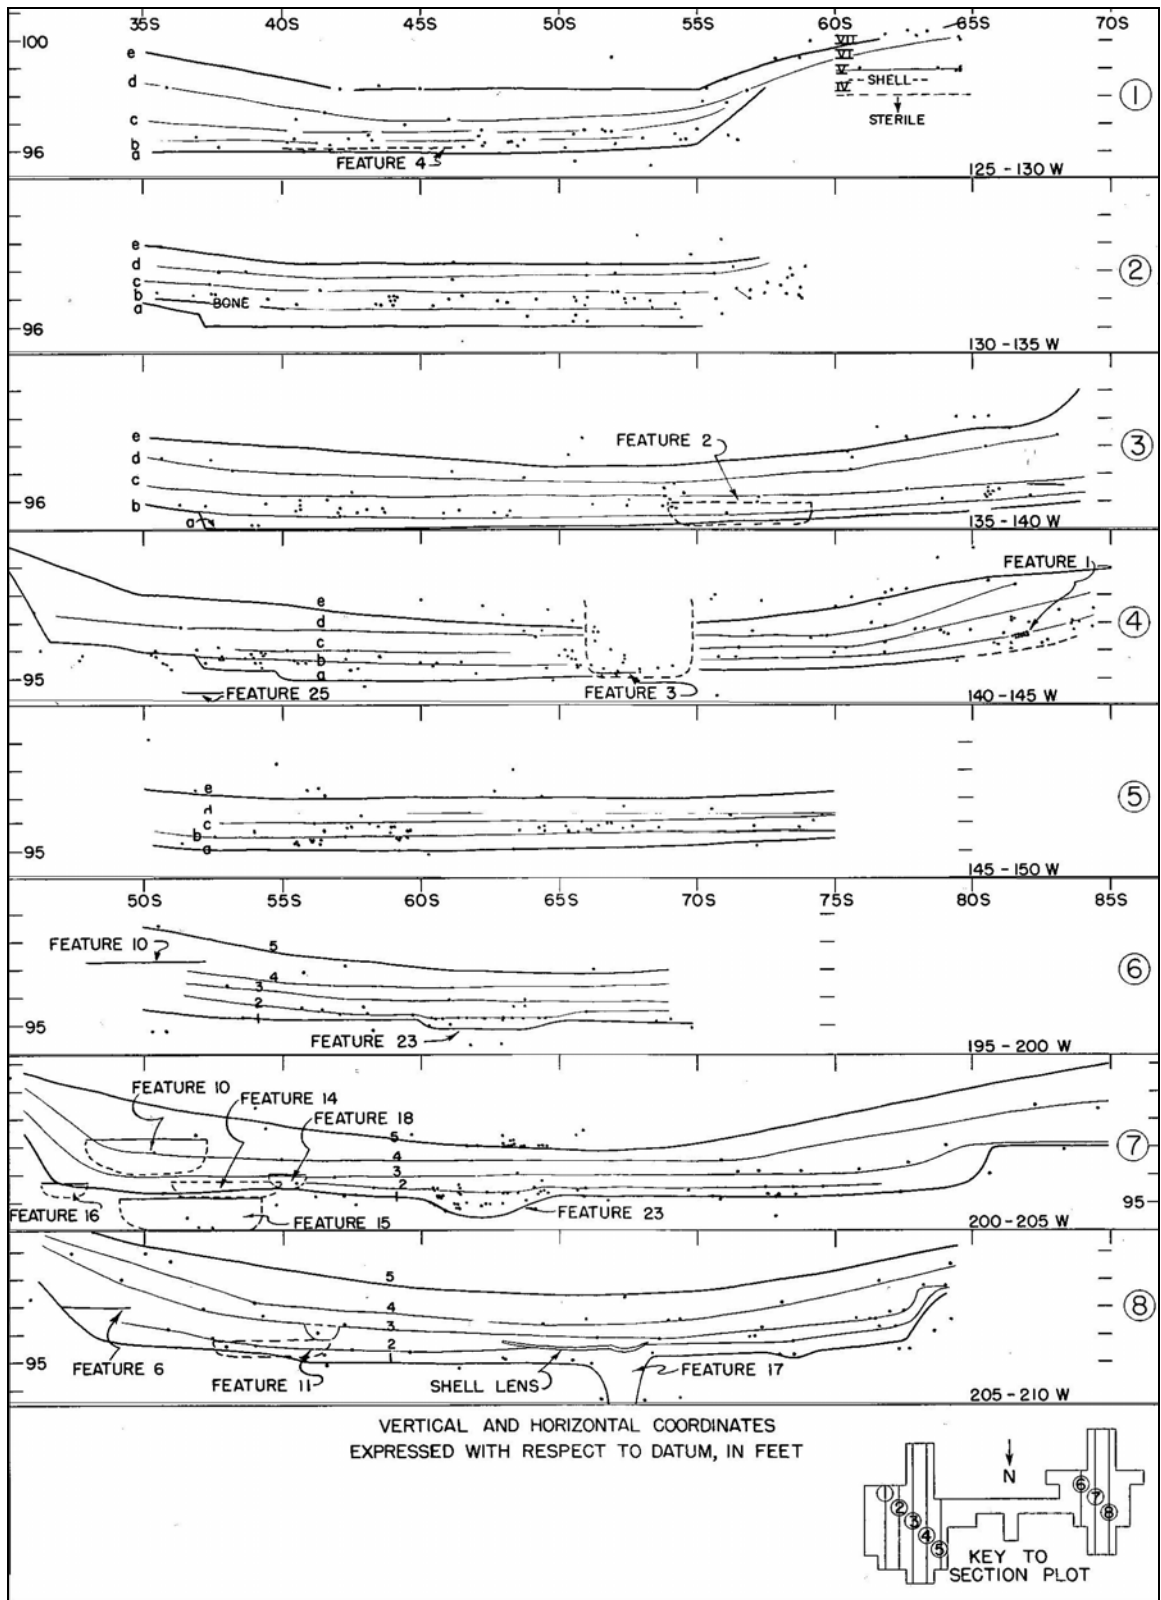 35S 40S 45S 50S 55S 60S 65S 70S
100
e
d
c
b
a
96
VII
VI
V
SHELL
IV
STERILE
FEATURE 4
125 - 130 W
1
e
d
c
b
a
BONE
96
130 - 135 W
2
e
d
c
b
a
96
FEATURE 2
135 - 140 W
3
e
d
c
b
a
95
FEATURE 1
FEATURE 25
FEATURE 3
140 - 145 W
4
e
d
c
b
a
95
145 - 150 W
5
50S 55S 60S 65S 70S 75S 80S 85S
FEATURE 10
5
4
3
2
1
95
FEATURE 23
195 - 200 W
6
FEATURE 10
FEATURE 14
FEATURE 18
5
4
3
2
1
95
FEATURE 16
FEATURE 15
FEATURE 23
200 - 205 W
7
5
4
3
2
1
95
FEATURE 6
FEATURE 11
SHELL LENS
FEATURE 17
205 - 210 W
8
VERTICAL AND HORIZONTAL COORDINATES
EXPRESSED WITH RESPECT TO DATUM, IN FEET
N
1
2
3
4
5
6
7
8
KEY TO
SECTION PLOT